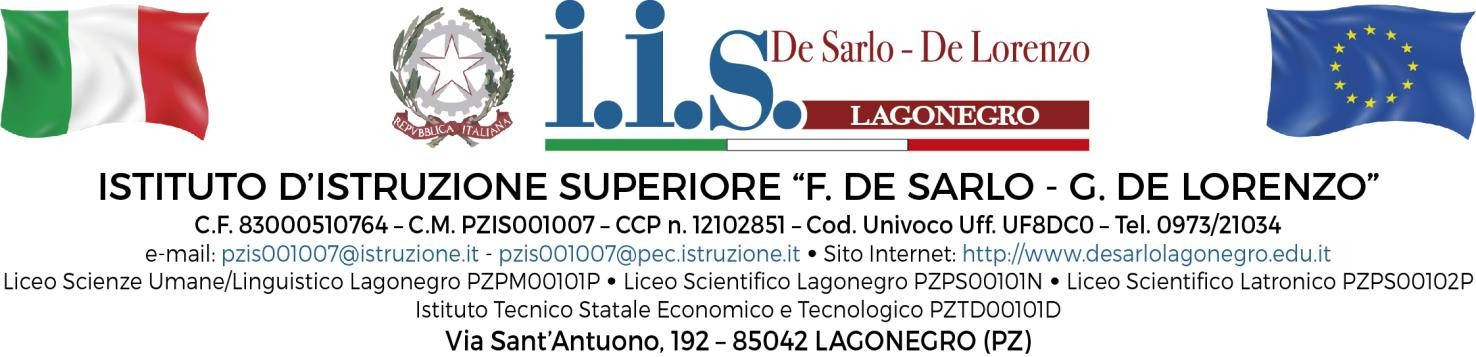 i.i.s. De Sarlo - De Lorenzo
LAGONEGRO
REPVBBLICA ITALIANA
ISTITUTO D'ISTRUZIONE SUPERIORE “F. DE SARLO - G. DE LORENZO”
C.F. 83000510764 – C.M. PZIS001007 – CCP n. 12102851 – Cod. Univoco Uff. UF8DC0 – Tel. 0973/21034
e-mail: pzis001007@istruzione.it - pzis001007@pec.istruzione.it • Sito Internet: http://www.desarlolagonegro.edu.it
Liceo Scienze Umane/Linguistico Lagonegro PZPM00101P • Liceo Scientifico Lagonegro PZPS00101N • Liceo Scientifico Latronico PZPS00102P
Istituto Tecnico Statale Economico e Tecnologico PZTD00101D
Via Sant'Antuono, 192 – 85042 LAGONEGRO (PZ)